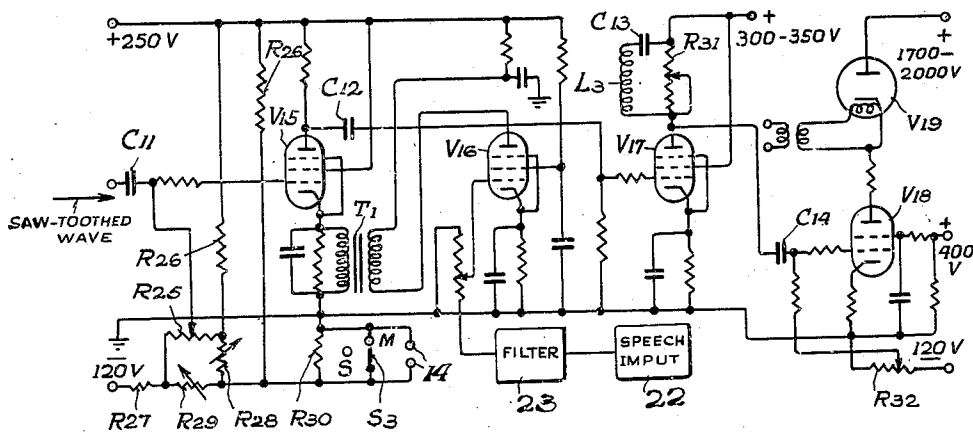 +250V
R26
C11
SAW-TOOTHED
WAVE
V15
C12
R26
R25
120V
R27
R29
R28
T1
V16
R30
S
M
S3
14
FILTER
23
SPEECH
IMPUT
22
C13
L3
R31
V17
+
300-350V
+
1700-
2000V
V19
V18
C14
+
400
V
120V
R32